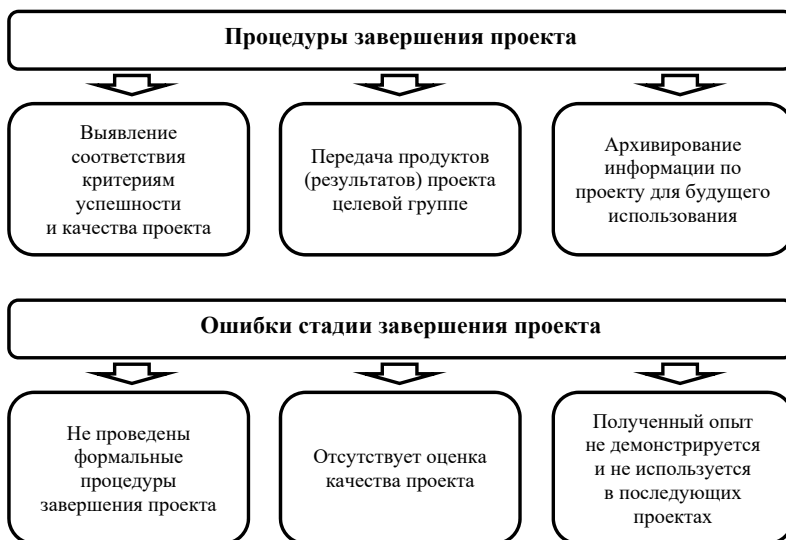 Процедуры завершения проекта
Выявление
соответствия
критериям
успешности
и качества проекта
Передача продуктов
(результатов) проекта
целевой группе
Архивирование
информации по
проекту для будущего
использования
Ошибки стадии завершения проекта
Не проведены
формальные
процедуры
завершения проекта
Отсутствует оценка
качества проекта
Полученный опыт
не демонстрируется
и не используется
в последующих
проектах